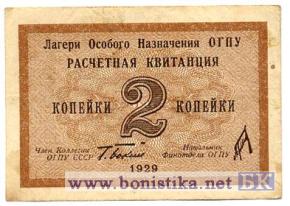 Лагери Особого Назначения ОГПУ
РАСЧЕТНАЯ КВИТАНЦИЯ
КОПЕЙКИ 2 КОПЕЙКИ
Член Коллегии ОГПУ СССР
Начальник Финотдела ОГПУ
1929
www.bonistika.net БК